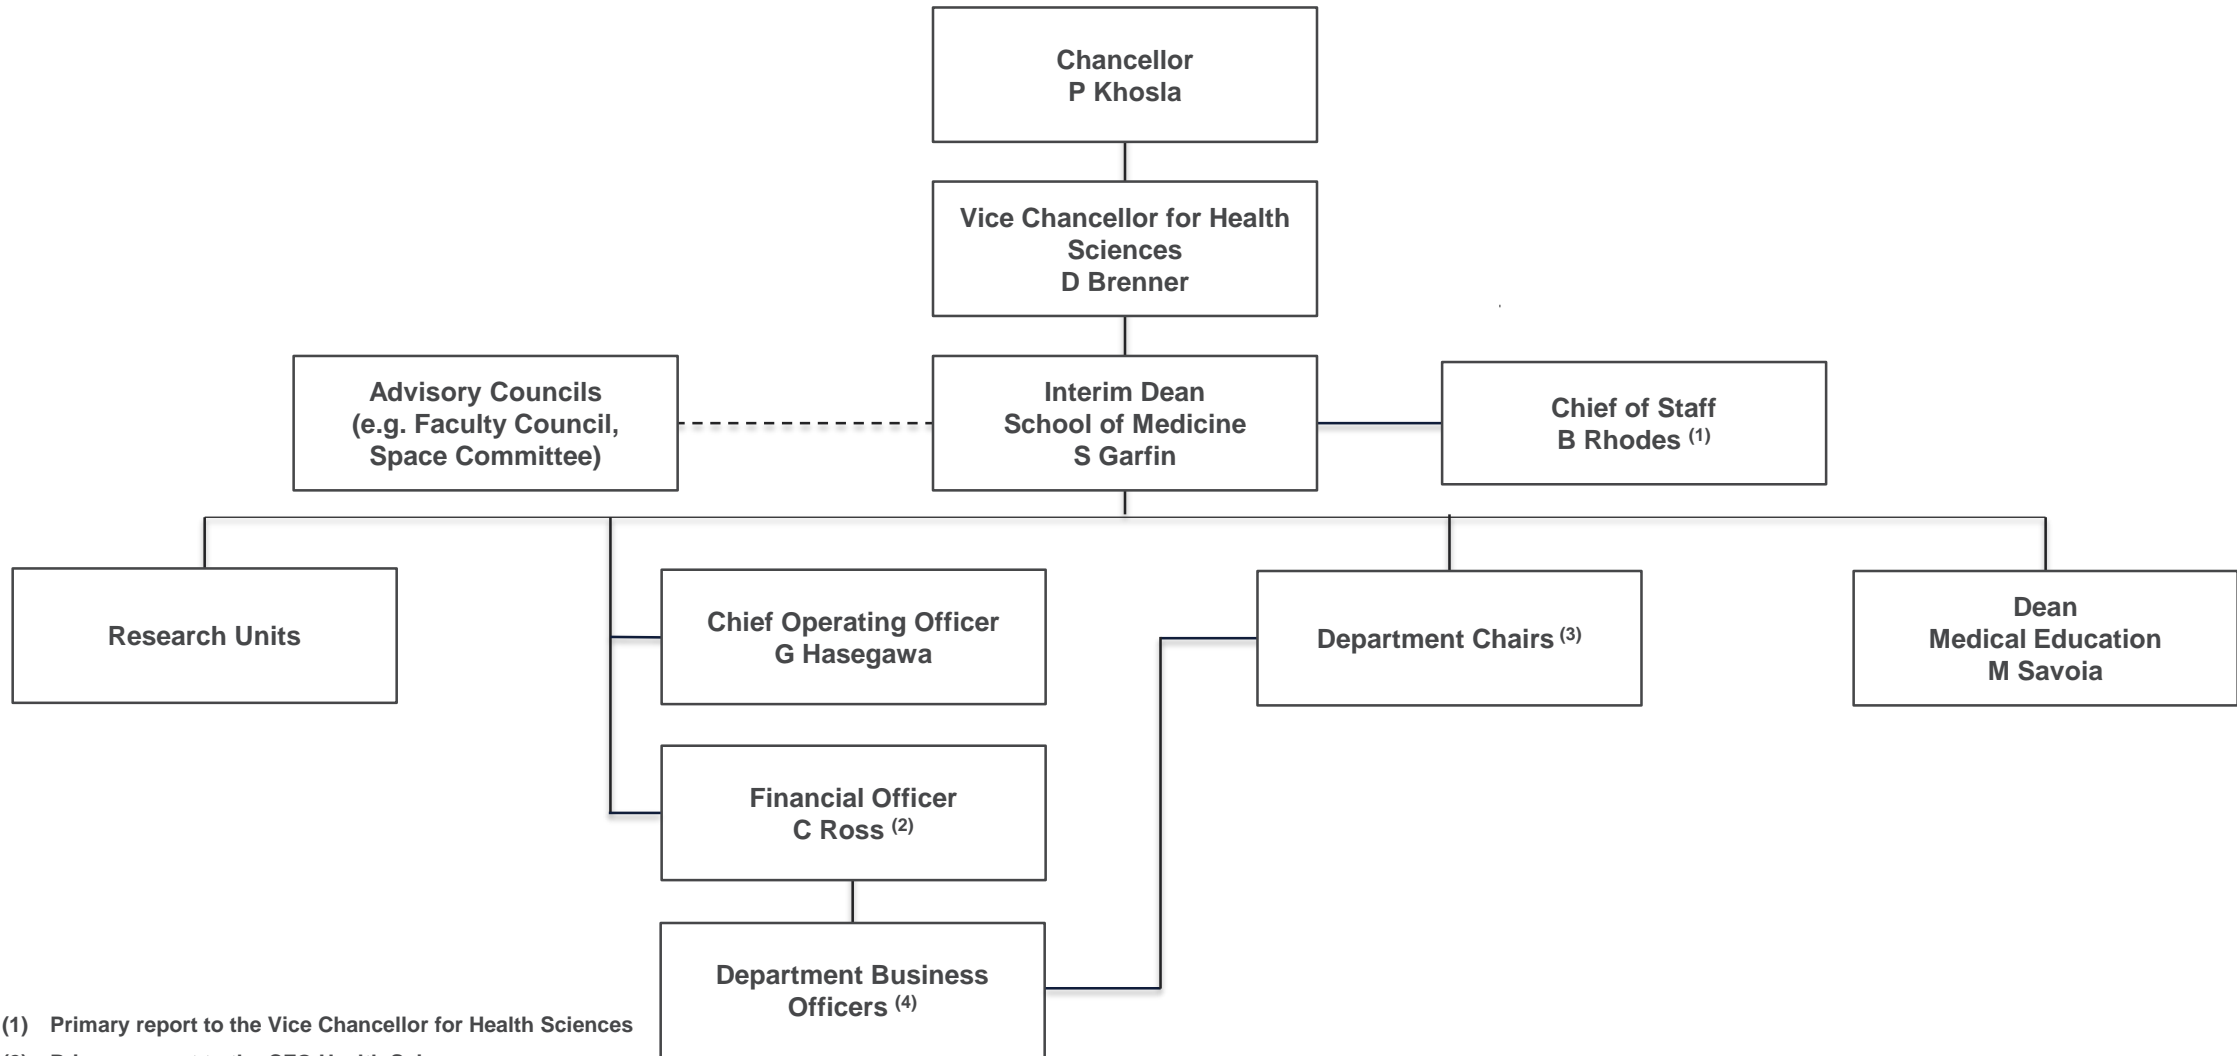 Chancellor
P Khosla
Vice Chancellor for Health
Sciences
D Brenner
Advisory Councils
(e.g. Faculty Council,
Space Committee)
Interim Dean
School of Medicine
S Garfin
Chief of Staff
B Rhodes (1)
Research Units
Chief Operating Officer
G Hasegawa
Department Chairs (3)
Dean
Medical Education
M Savoia
Financial Officer
C Ross (2)
Department Business
Officers (4)
(1) Primary report to the Vice Chancellor for Health Sciences